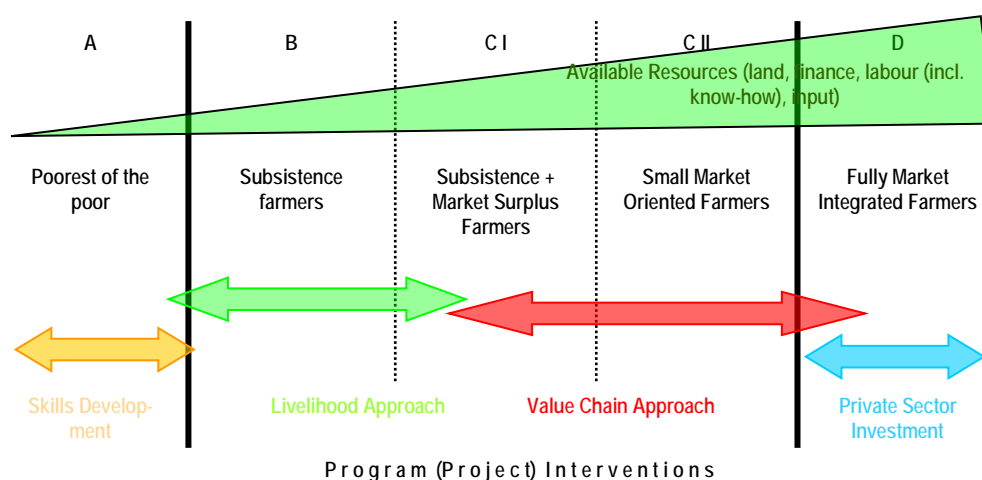 A
B
C I
C II
D
Available Resources (land, finance, labour (incl.
know-how), input)
Poorest of the
poor
Subsistence
farmers
Subsistence +
Market Surplus
Farmers
Small Market
Oriented Farmers
Fully Market
Integrated Farmers
Skills Develop-
ment
Livelihood Approach
Value Chain Approach
Private Sector
Investment
Program (Project) Interventions